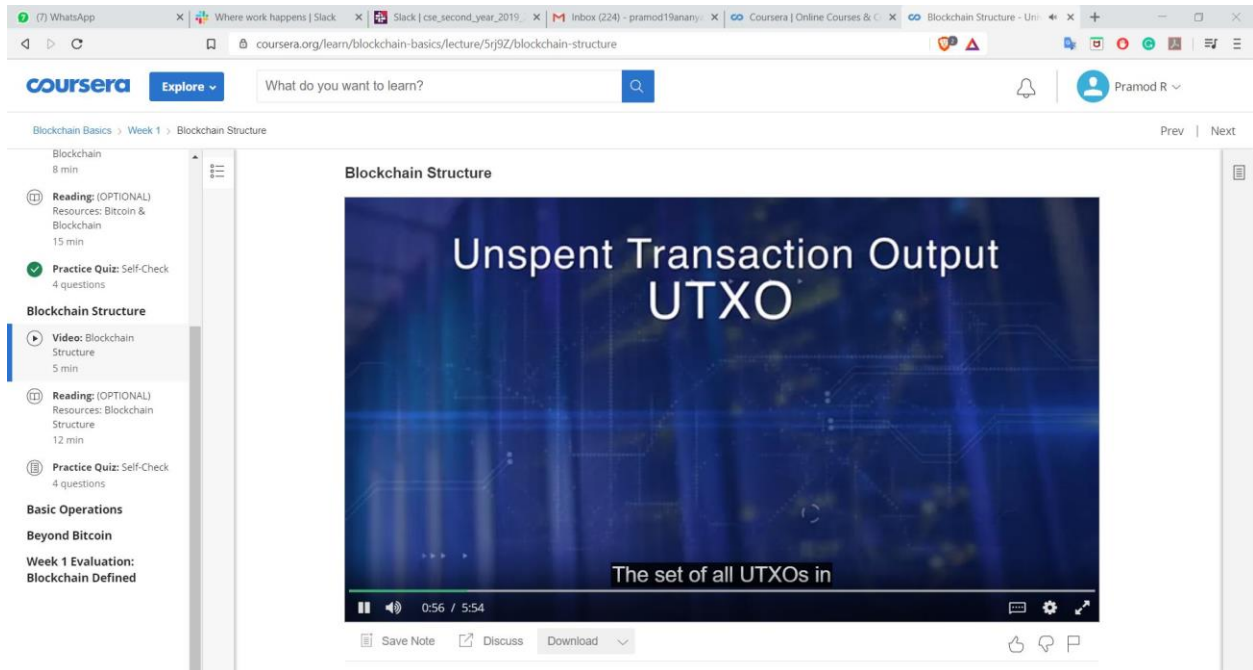 (7) WhatsApp
Where work happens | Slack
Slack | cse_second_year_2019_
Inbox (224) - pramod19anany
Coursera | Online Courses & C
Blockchain Structure - Uni
coursera.org/learn/blockchain-basics/lecture/5rj9Z/blockchain-structure
coursera
Explore
What do you want to learn?
Pramod R
Blockchain Basics > Week 1 > Blockchain Structure
Prev | Next
Blockchain
8 min
Reading: (OPTIONAL)
Resources: Bitcoin &
Blockchain
15 min
Practice Quiz: Self-Check
4 questions
Blockchain Structure
Video: Blockchain
Structure
5 min
Reading: (OPTIONAL)
Resources: Blockchain
Structure
12 min
Practice Quiz: Self-Check
4 questions
Basic Operations
Beyond Bitcoin
Week 1 Evaluation:
Blockchain Defined
Blockchain Structure
Unspent Transaction Output
UTXO
The set of all UTXOs in
0:56 / 5:54
Save Note
Discuss
Download